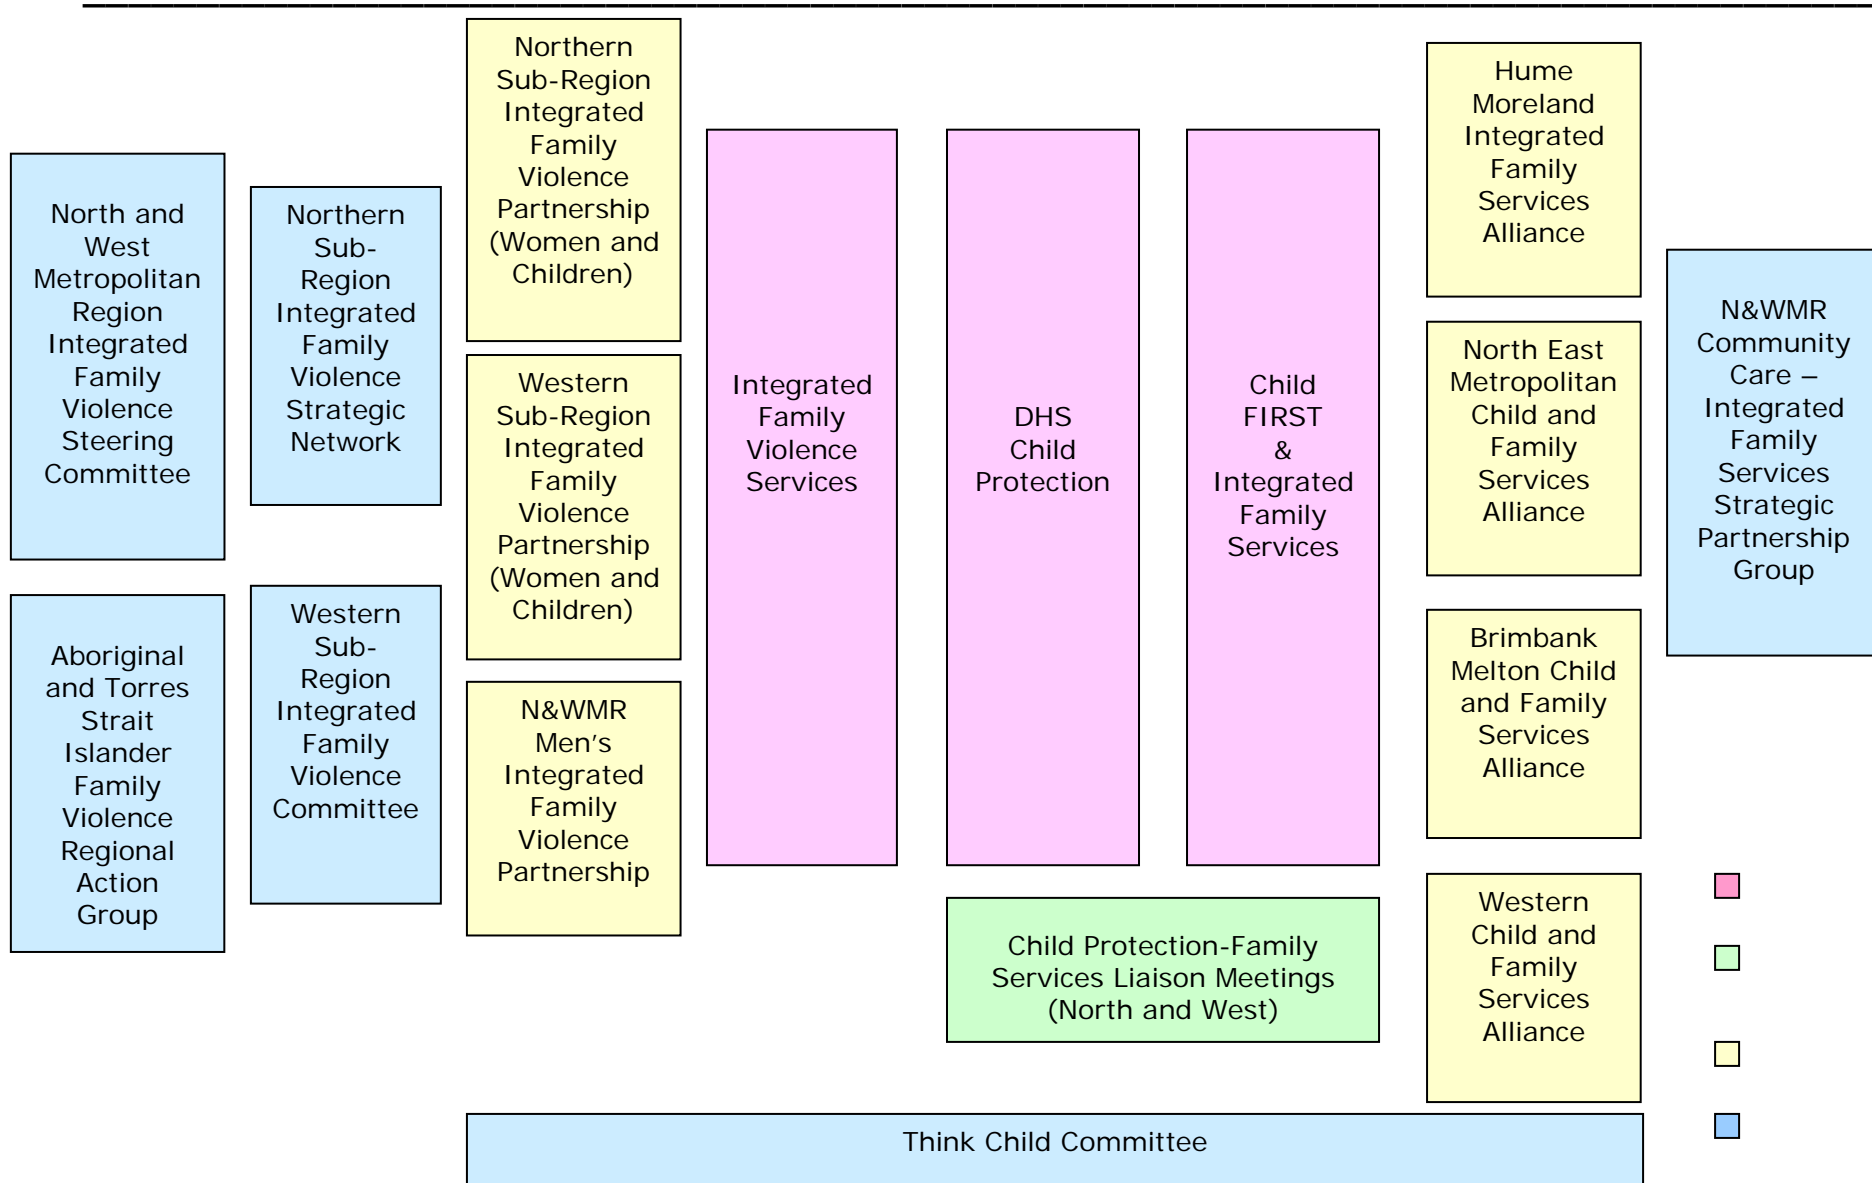 North and
West
Metropolitan
Region
Integrated
Family
Violence
Steering
Committee
Aboriginal
and Torres
Strait
Islander
Family
Violence
Regional
Action
Group
Northern
Sub-
Region
Integrated
Family
Violence
Strategic
Network
Western
Sub-
Region
Integrated
Family
Violence
Committee
Northern
Sub-Region
Integrated
Family
Violence
Partnership
(Women and
Children)
Western
Sub-Region
Integrated
Family
Violence
Partnership
(Women and
Children)
N&WMR
Men's
Integrated
Family
Violence
Partnership
Integrated
Family
Violence
Services
DHS
Child
Protection
Child
FIRST
&
Integrated
Family
Services
Child Protection-Family
Services Liaison Meetings
(North and West)
Hume
Moreland
Integrated
Family
Services
Alliance
North East
Metropolitan
Child and
Family
Services
Alliance
Brimbank
Melton Child
and Family
Services
Alliance
Western
Child and
Family
Services
Alliance
N&WMR
Community
Care –
Integrated
Family
Services
Strategic
Partnership
Group
Think Child Committee